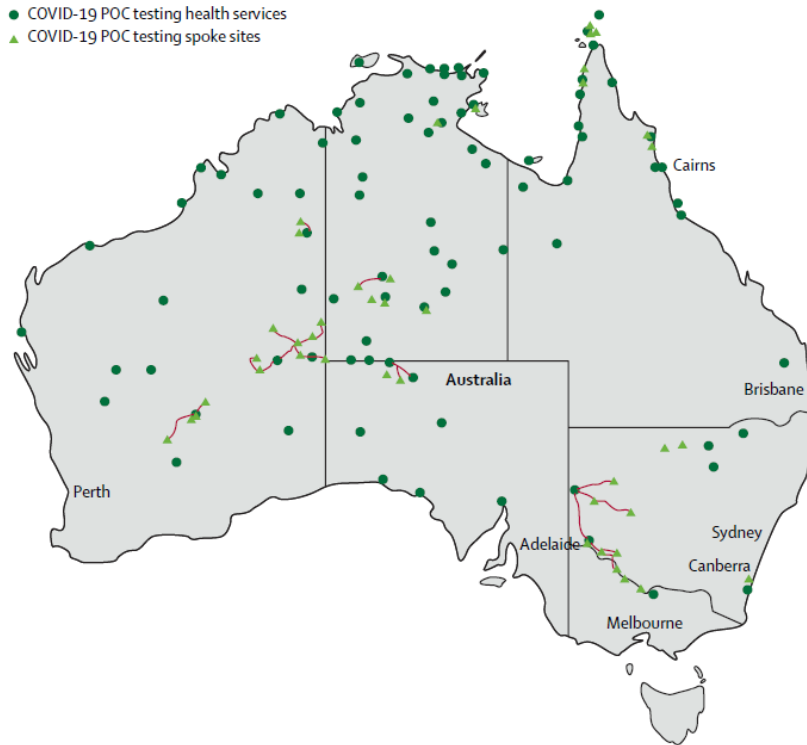 COVID-19 POC testing health services
COVID-19 POC testing spoke sites
Cairns
Australia
Brisbane
Perth
Sydney
Adelaide
Canberra
Melbourne